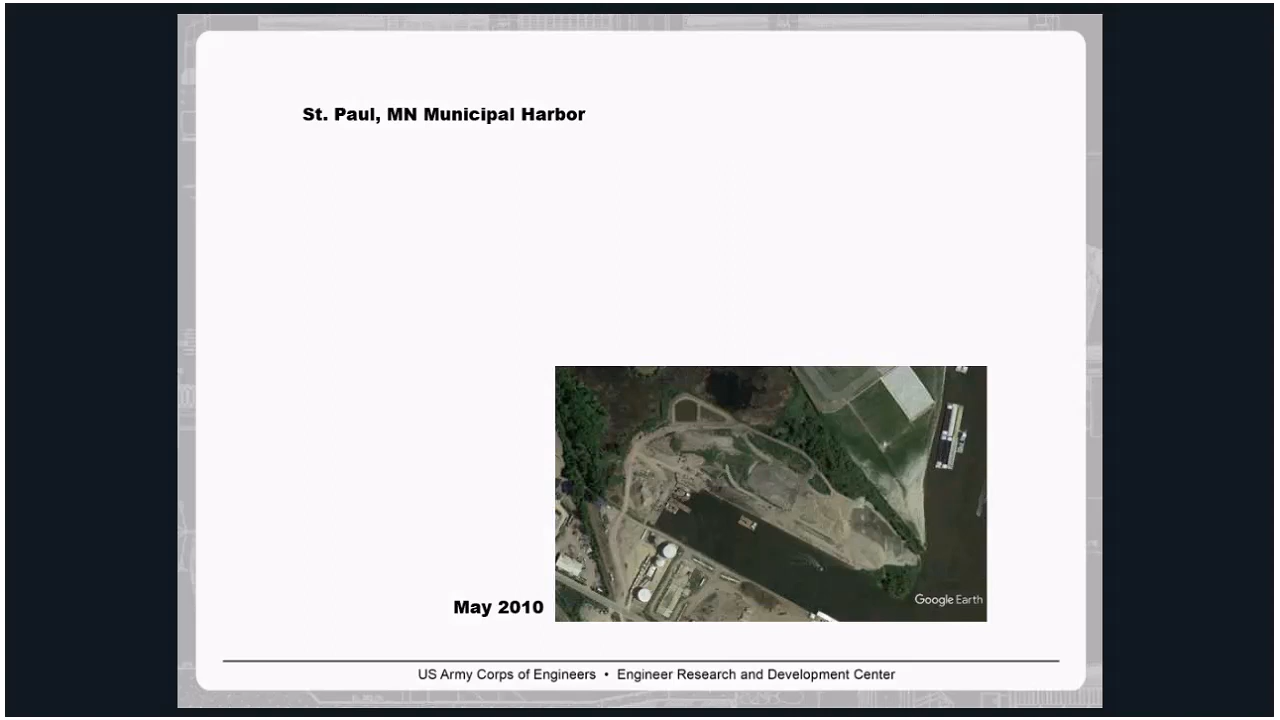 St. Paul, MN Municipal Harbor
May 2010
Google Earth
US Army Corps of Engineers • Engineer Research and Development Center